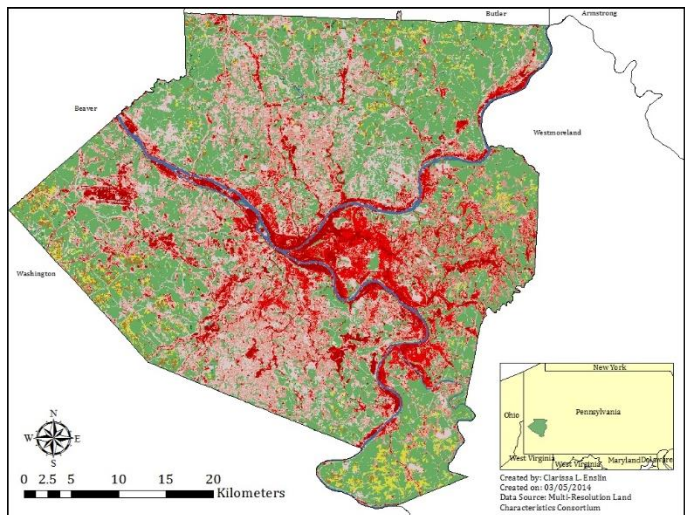 Butler
Armstrong
Beaver
Westmoreland
Washington
N
W E
S
0 2.5 5 10 15 20
Kilometers
New York
Ohio
Pennsylvania
West Virginia
West Virginia
Maryland
Delaware
Created by: Clarissa L. Enslin
Created on: 03/05/2014
Data Source: Multi-Resolution Land
Characteristics Consortium